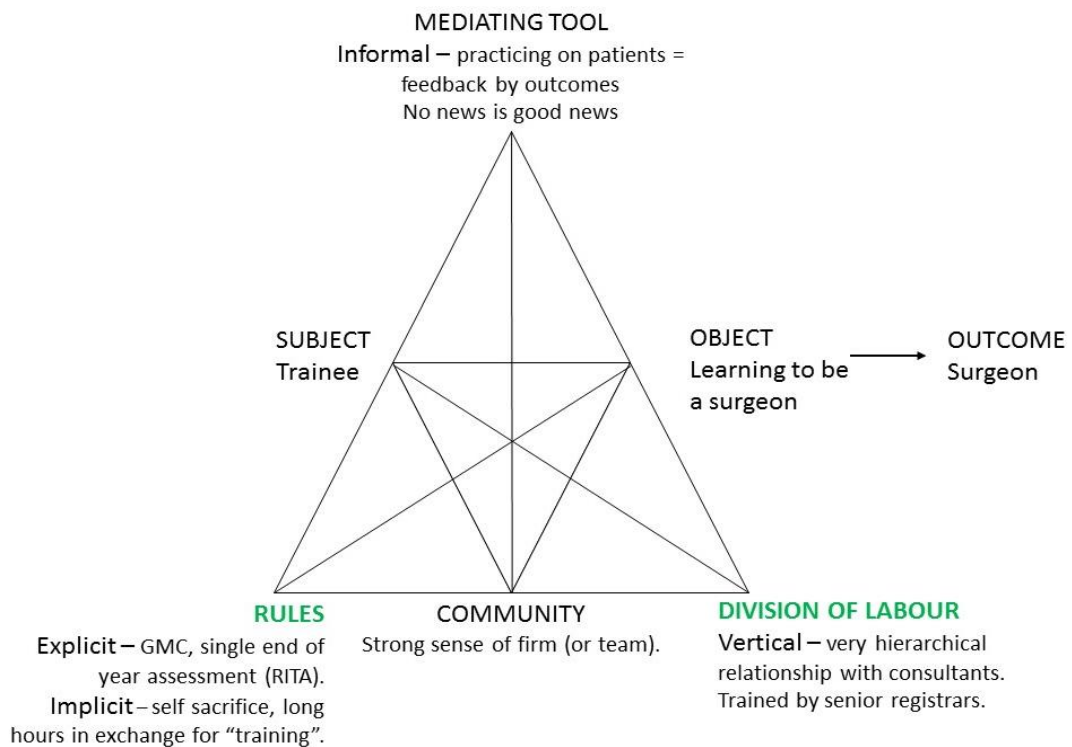 MEDIATING TOOL
Informal – practicing on patients =
feedback by outcomes
No news is good news
SUBJECT
Trainee
OBJECT
Learning to be
a surgeon
OUTCOME
Surgeon
RULES
Explicit – GMC, single end of
year assessment (RITA).
Implicit – self sacrifice, long
hours in exchange for “training”.
COMMUNITY
Strong sense of firm (or team).
DIVISION OF LABOUR
Vertical – very hierarchical
relationship with consultants.
Trained by senior registrars.